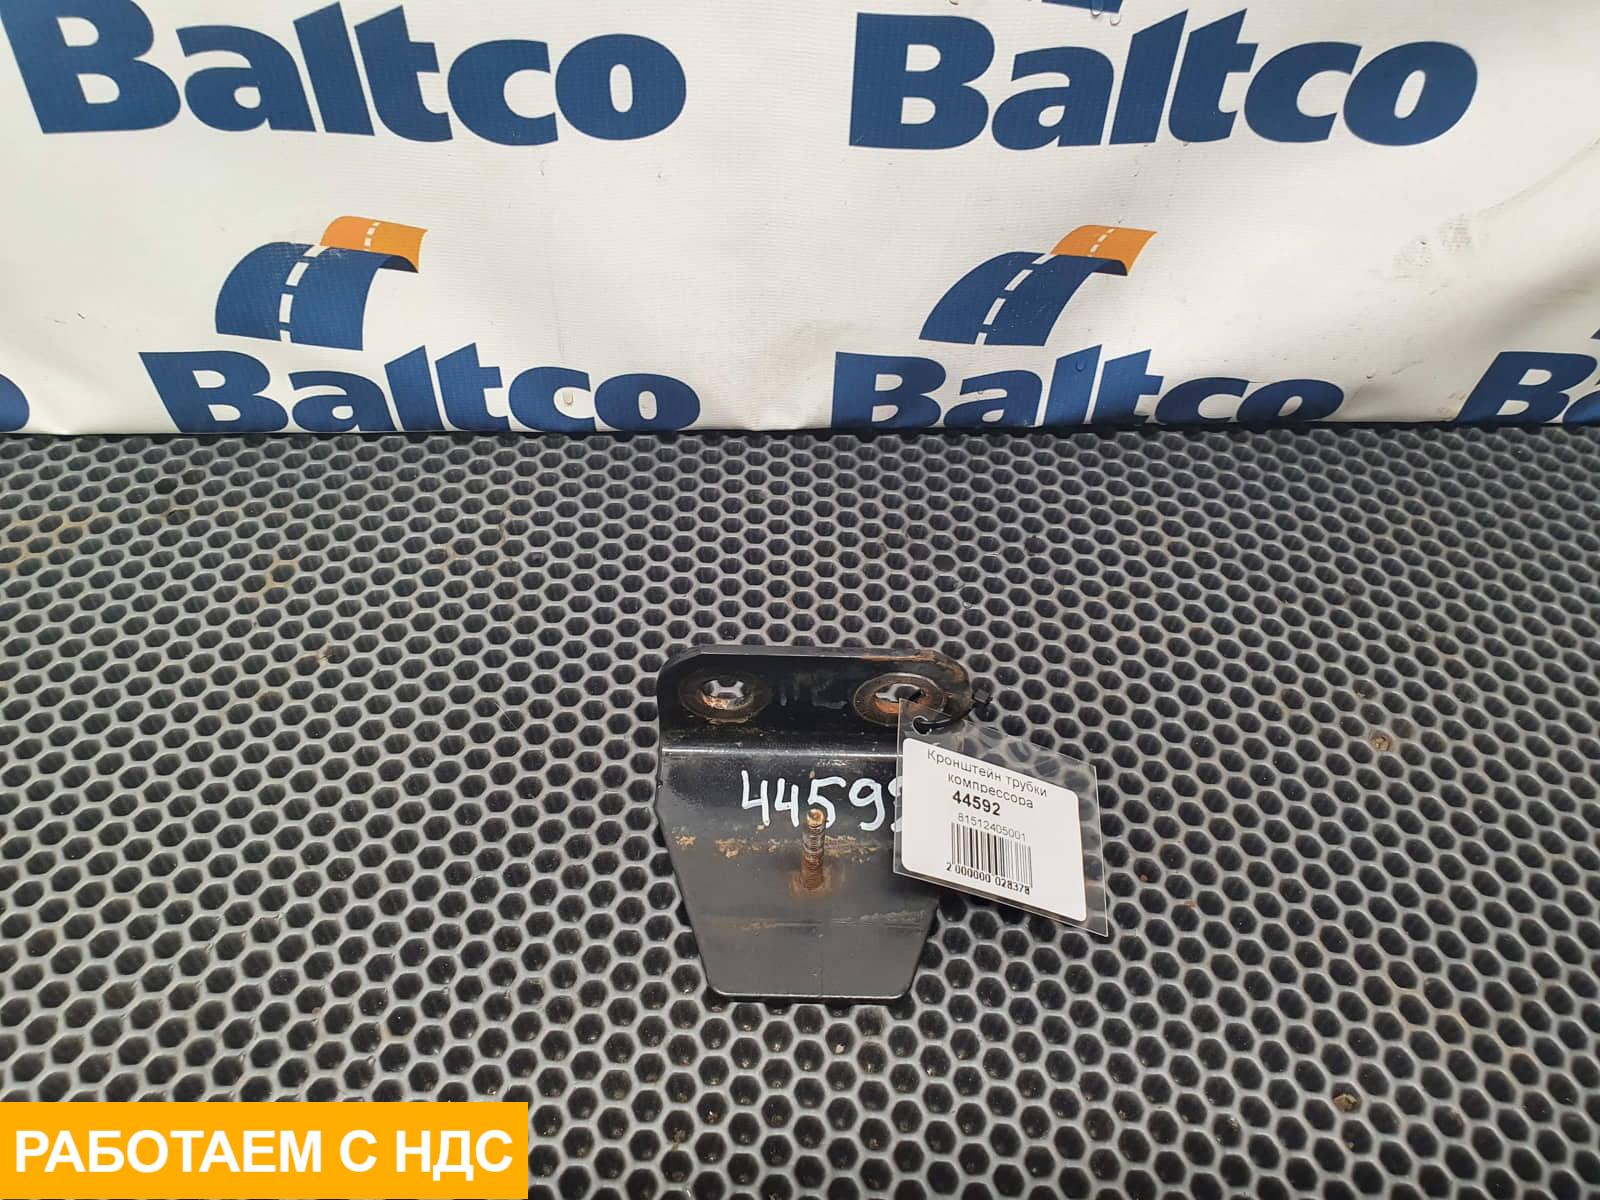 Baltco Baltco
Baltco Baltco
4459
Кронштейн трубки
компрессора
44592
81512405001
2 000000 028378
РАБОТАЕМ С НДС